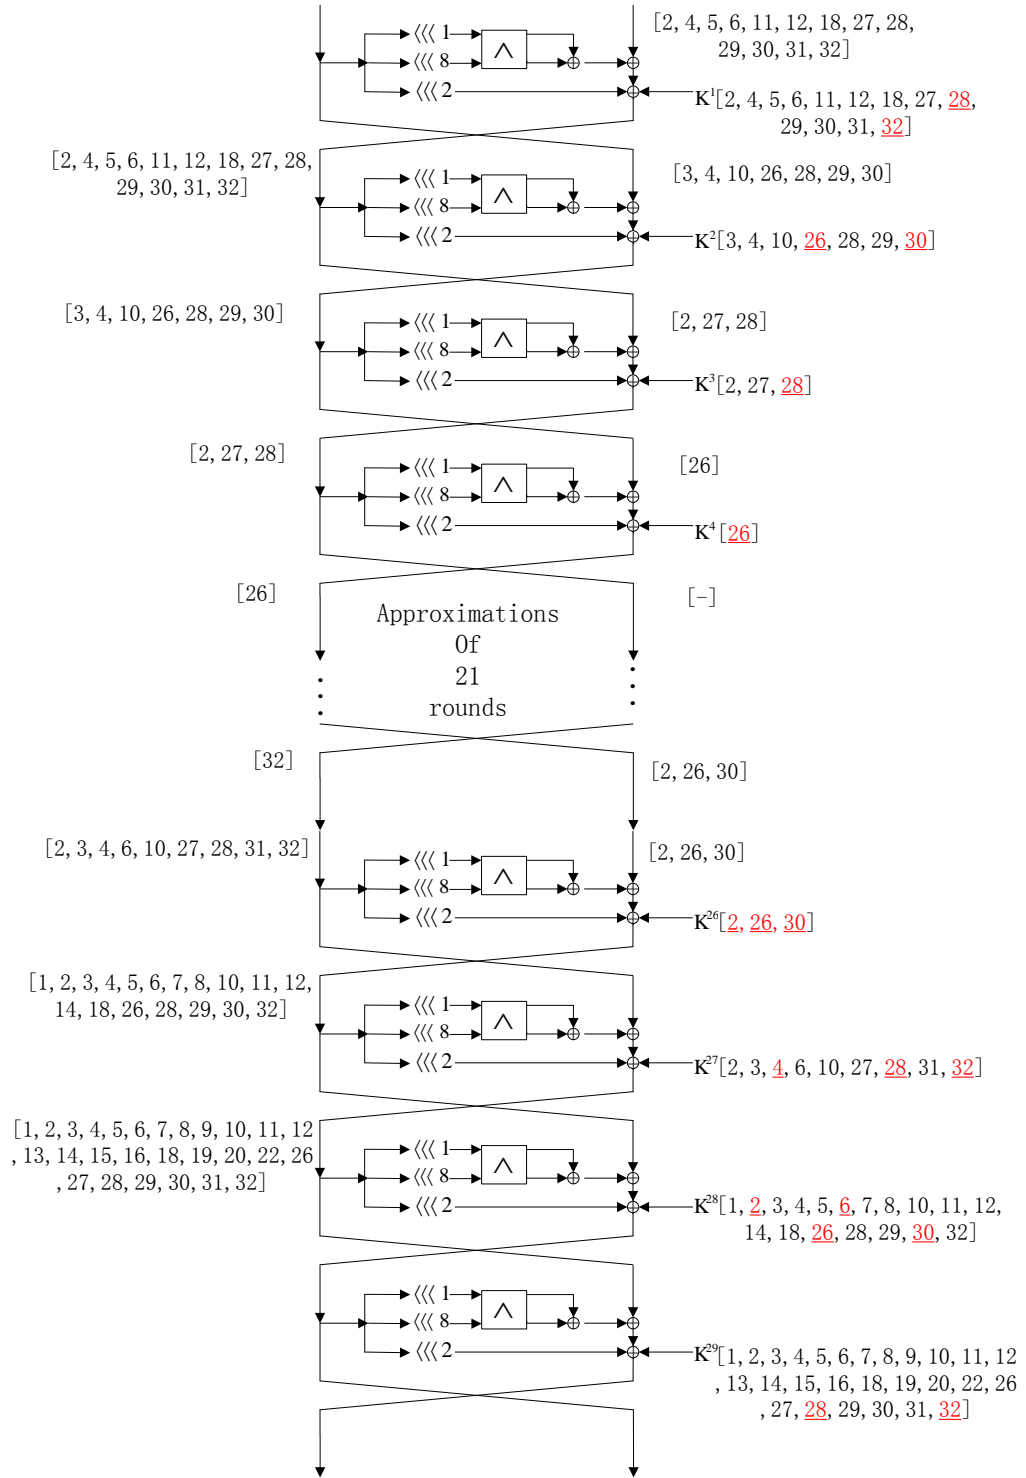 [2, 4, 5, 6, 11, 12, 18, 27, 28,
29, 30, 31, 32]
⋘ 1
∧
⋘ 8
⋘ 2
K^1[2, 4, 5, 6, 11, 12, 18, 27, 28,
29, 30, 31, 32]
[2, 4, 5, 6, 11, 12, 18, 27, 28,
29, 30, 31, 32]
[3, 4, 10, 26, 28, 29, 30]
⋘ 1
∧
⋘ 8
⋘ 2
K^2[3, 4, 10, 26, 28, 29, 30]
[3, 4, 10, 26, 28, 29, 30]
[2, 27, 28]
⋘ 1
∧
⋘ 8
⋘ 2
K^3[2, 27, 28]
[2, 27, 28]
[26]
⋘ 1
∧
⋘ 8
⋘ 2
K^4[26]
[26]
[-]
Approximations
Of
21
rounds
[32]
[2, 26, 30]
[2, 3, 4, 6, 10, 27, 28, 31, 32]
[2, 26, 30]
⋘ 1
∧
⋘ 8
⋘ 2
K^26[2, 26, 30]
[1, 2, 3, 4, 5, 6, 7, 8, 10, 11, 12,
14, 18, 26, 28, 29, 30, 32]
⋘ 1
∧
⋘ 8
⋘ 2
K^27[2, 3, 4, 6, 10, 27, 28, 31, 32]
[1, 2, 3, 4, 5, 6, 7, 8, 9, 10, 11, 12
, 13, 14, 15, 16, 18, 19, 20, 22, 26
, 27, 28, 29, 30, 31, 32]
⋘ 1
∧
⋘ 8
⋘ 2
K^28[1, 2, 3, 4, 5, 6, 7, 8, 10, 11, 12,
14, 18, 26, 28, 29, 30, 32]
⋘ 1
∧
⋘ 8
⋘ 2
K^29[1, 2, 3, 4, 5, 6, 7, 8, 9, 10, 11, 12
, 13, 14, 15, 16, 18, 19, 20, 22, 26
, 27, 28, 29, 30, 31, 32]